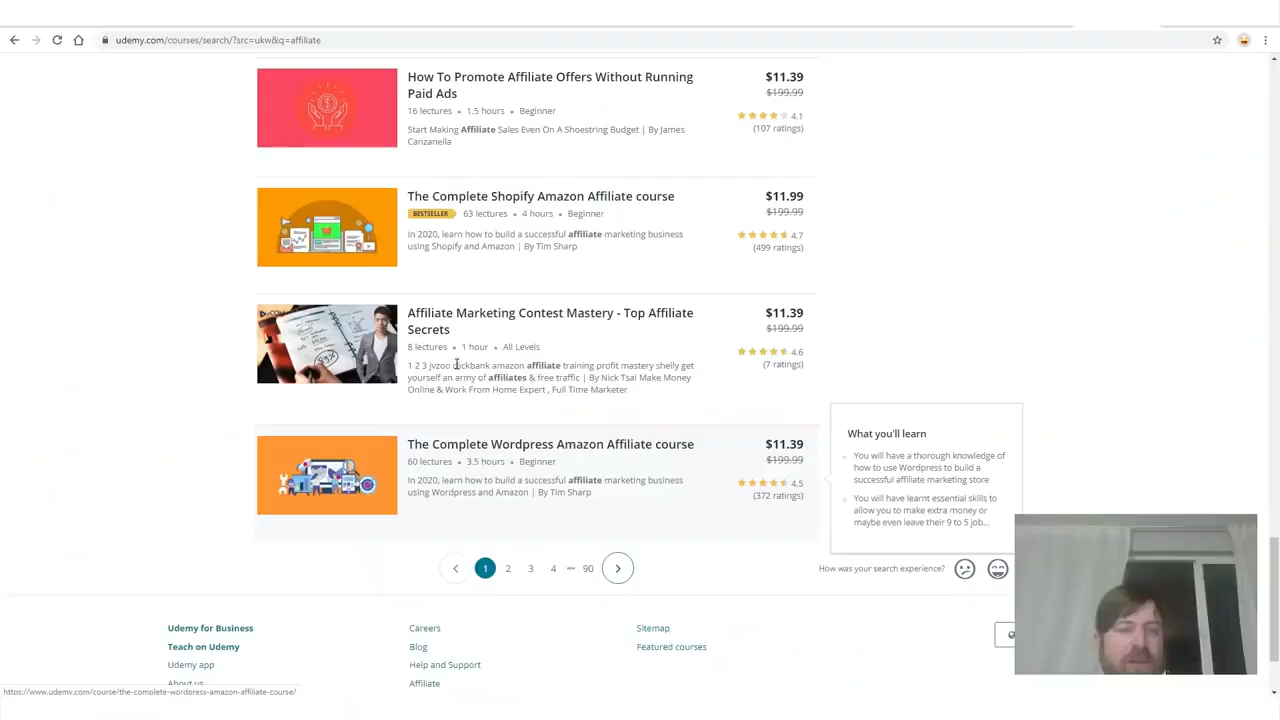 udemy.com/courses/search/?src=ukw&q=affiliate
How To Promote Affiliate Offers Without Running
Paid Ads
16 lectures • 1.5 hours • Beginner
Start Making Affiliate Sales Even On A Shoestring Budget | By James
Canzanella
$11.39
$199.99
4.1
(107 ratings)
The Complete Shopify Amazon Affiliate course
BESTSELLER 63 lectures • 4 hours • Beginner
In 2020, learn how to build a successful affiliate marketing business
using Shopify and Amazon | By Tim Sharp
$11.99
$199.99
4.7
(499 ratings)
Affiliate Marketing Contest Mastery - Top Affiliate
Secrets
8 lectures • 1 hour • All Levels
1 2 3 jvzoo clickbank amazon affiliate training profit mastery shelly get
yourself an army of affiliates & free traffic | By Nick Tsai Make Money
Online & Work From Home Expert , Full Time Marketer
$11.39
$199.99
4.6
(7 ratings)
The Complete Wordpress Amazon Affiliate course
60 lectures • 3.5 hours • Beginner
In 2020, learn how to build a successful affiliate marketing business
using Wordpress and Amazon | By Tim Sharp
$11.39
$199.99
4.5
(372 ratings)
What you'll learn
You will have a thorough knowledge of
how to use Wordpress to build a
successful affiliate marketing store
You will have learnt essential skills to
allow you to make extra money or
maybe even leave their 9 to 5 job...
1 2 3 4 ••• 90
How was your search experience?
Udemy for Business
Teach on Udemy
Udemy app
About us
Careers
Blog
Help and Support
Affiliate
Sitemap
Featured courses
https://www.udemy.com/course/the-complete-wordpress-amazon-affiliate-course/